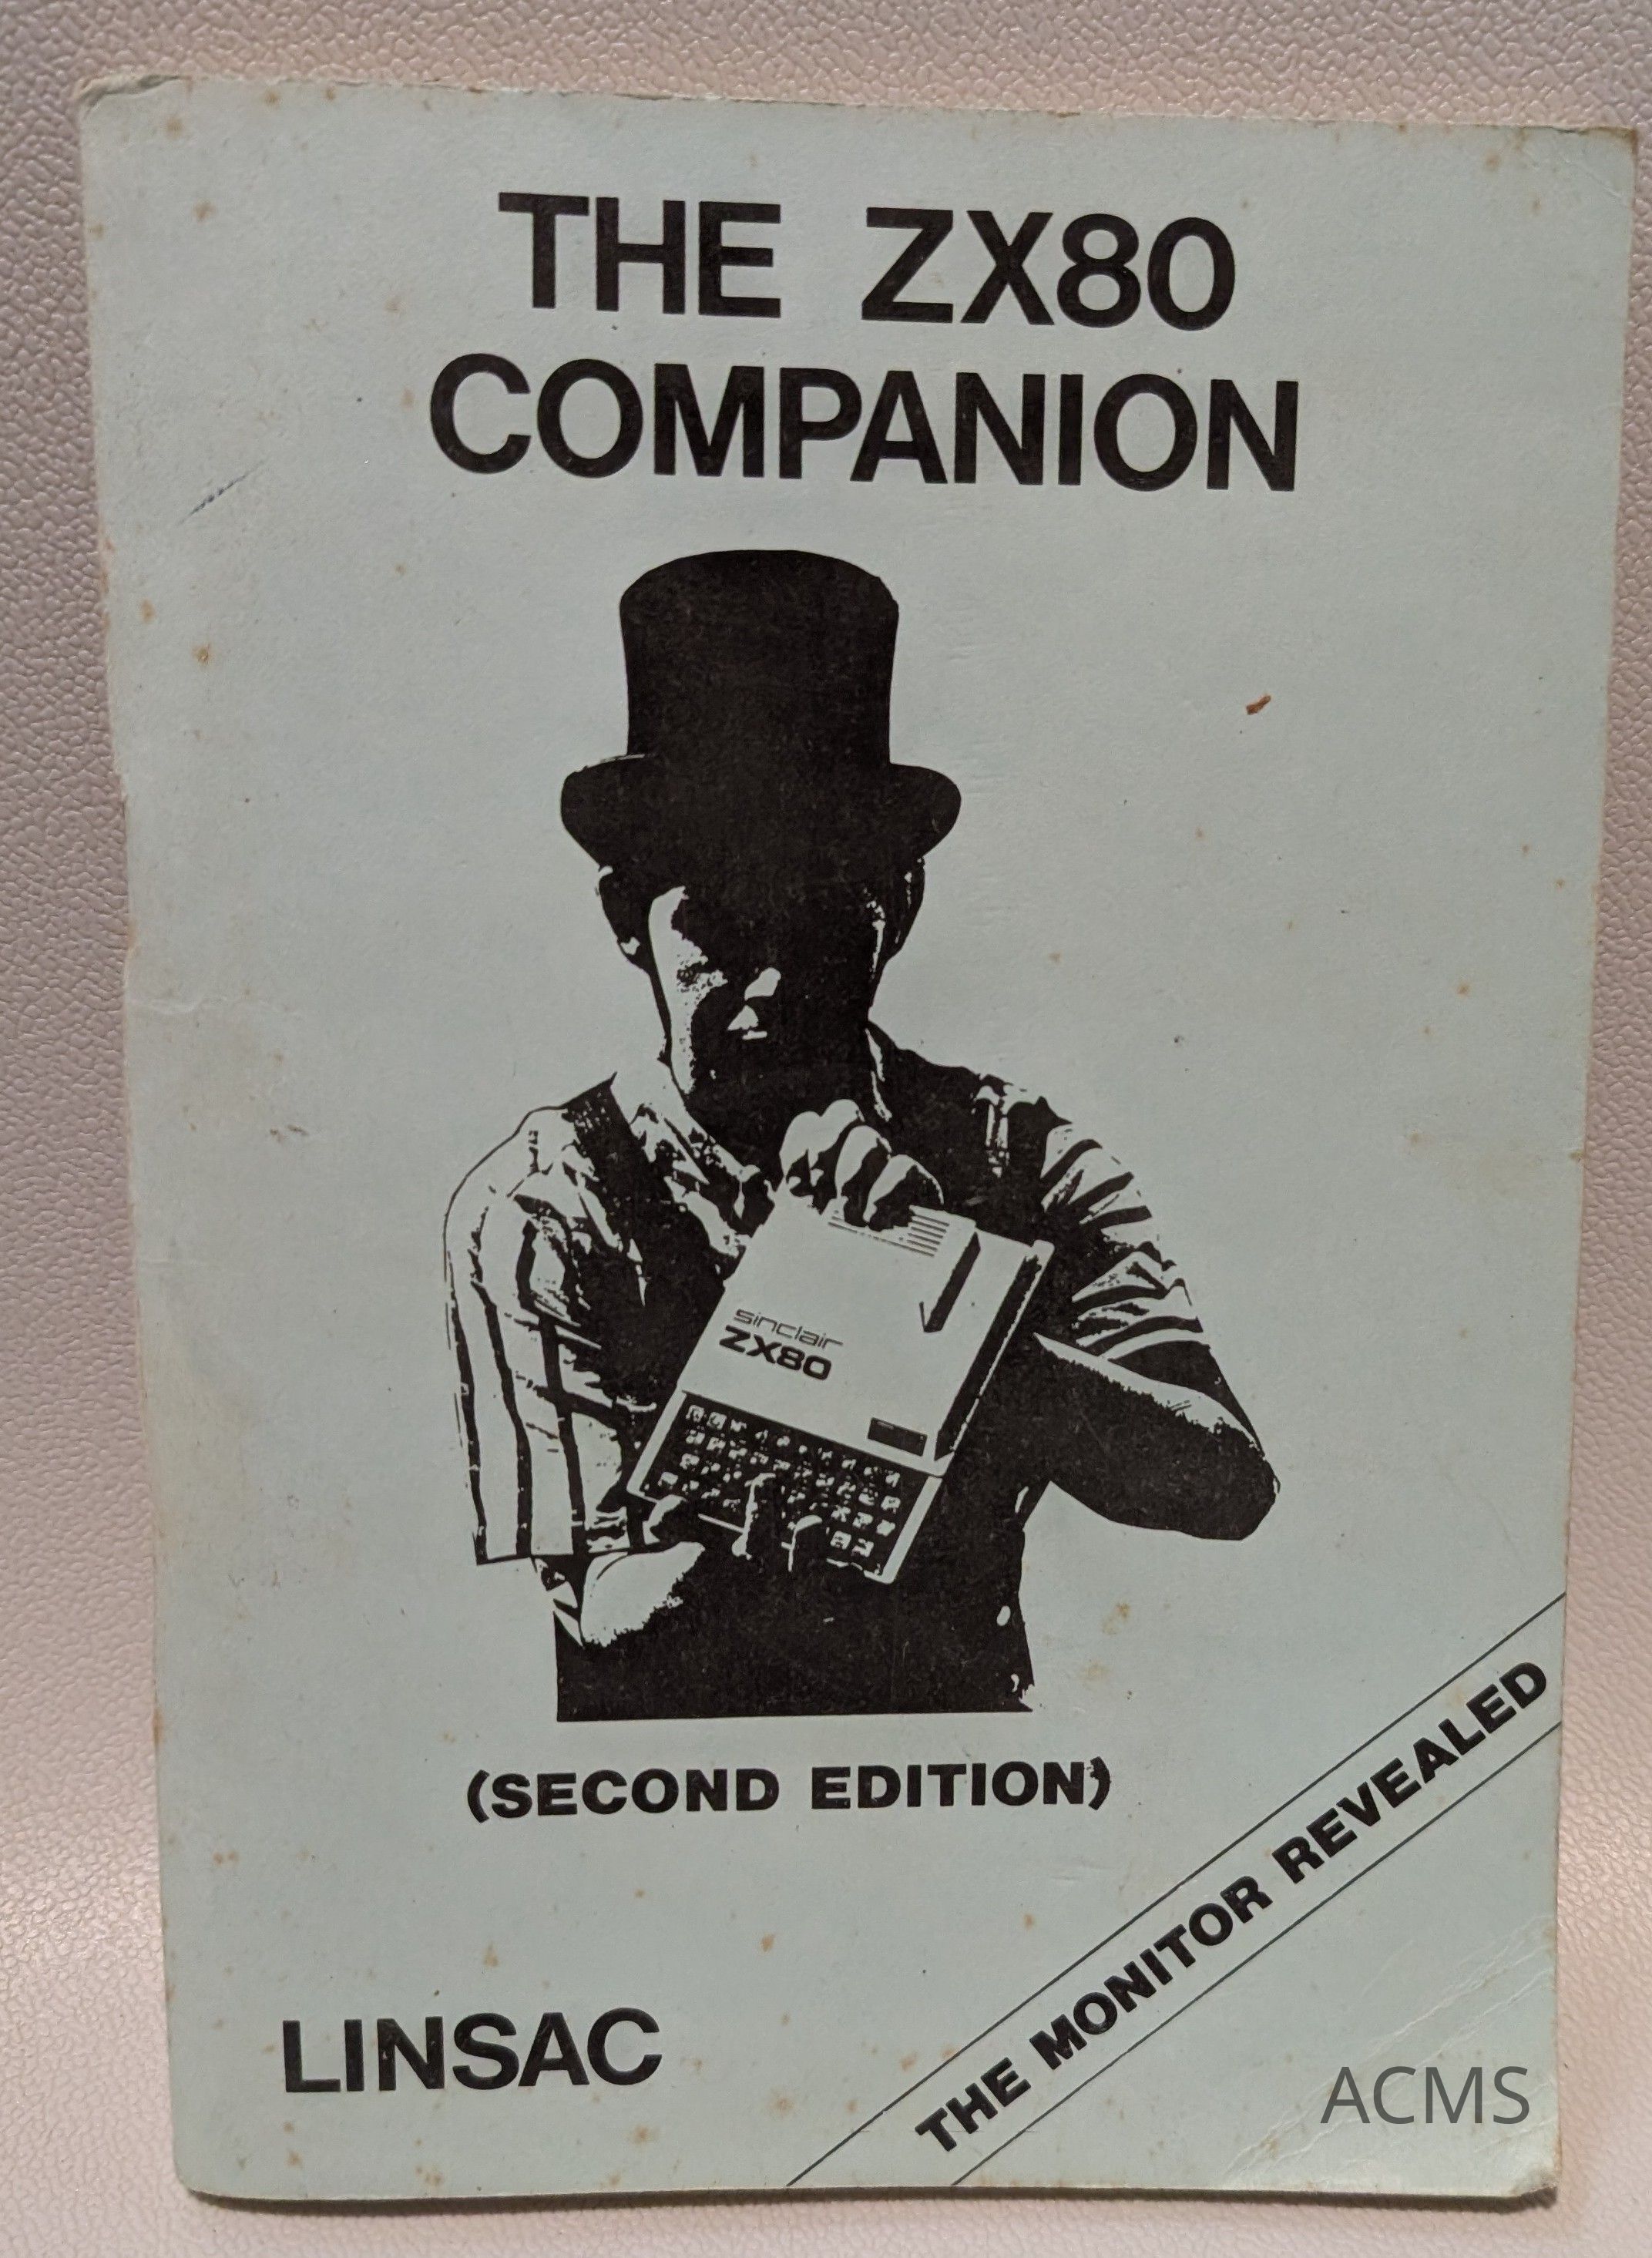 THE ZX80
COMPANION
sinclair
ZX80
(SECOND EDITION)
THE MONITOR REVEALED
LINSAC
ACMS